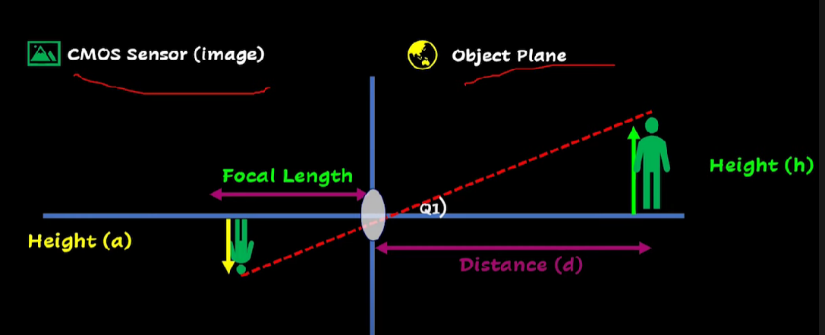 CMOS Sensor (image)
Object Plane
Focal Length
Height (h)
Q1)
Height (a)
Distance (d)